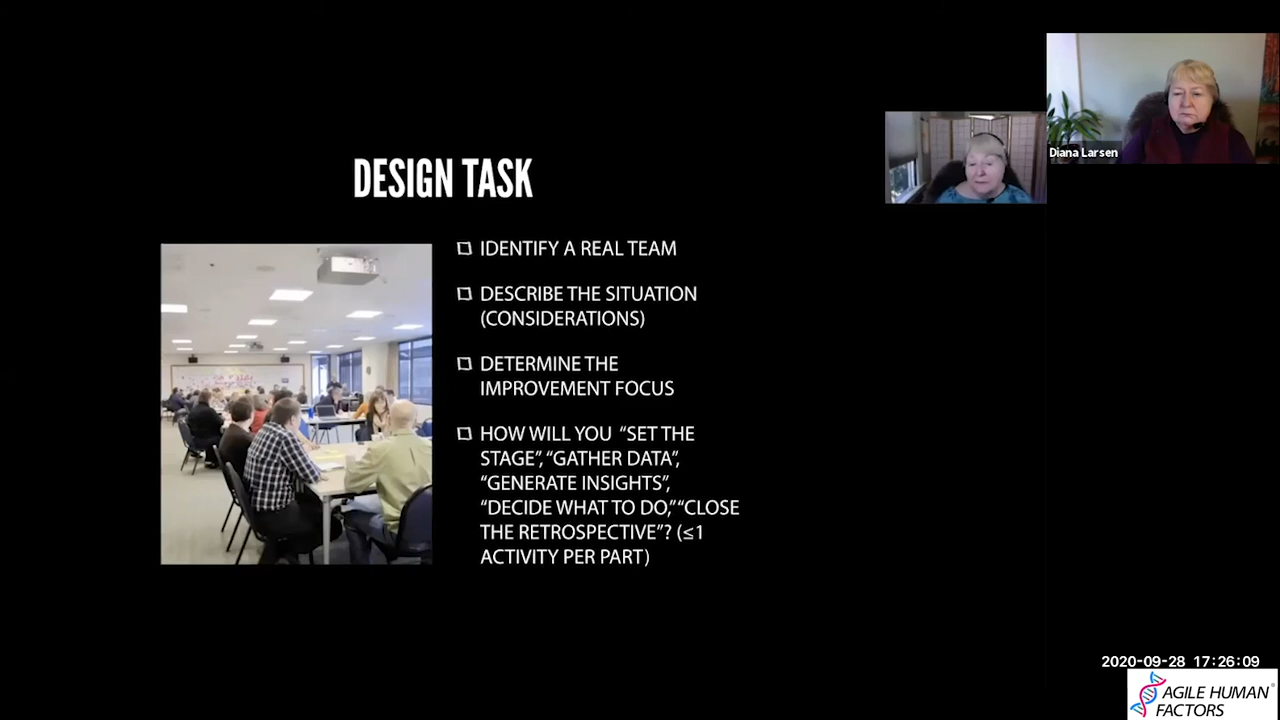 DESIGN TASK
IDENTIFY A REAL TEAM
DESCRIBE THE SITUATION
(CONSIDERATIONS)
DETERMINE THE
IMPROVEMENT FOCUS
HOW WILL YOU “SET THE
STAGE”, “GATHER DATA”,
“GENERATE INSIGHTS”,
“DECIDE WHAT TO DO,” “CLOSE
THE RETROSPECTIVE”? (≤1
ACTIVITY PER PART)
Diana Larsen
2020-09-28 17:26:09
AGILE HUMAN
FACTORS